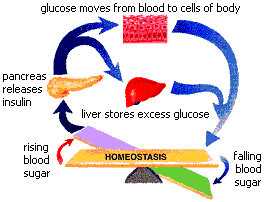 glucose moves from blood to cells of body
pancreas
releases
insulin
liver stores excess glucose
rising
blood
sugar
HOMEOSTASIS
falling
blood
sugar